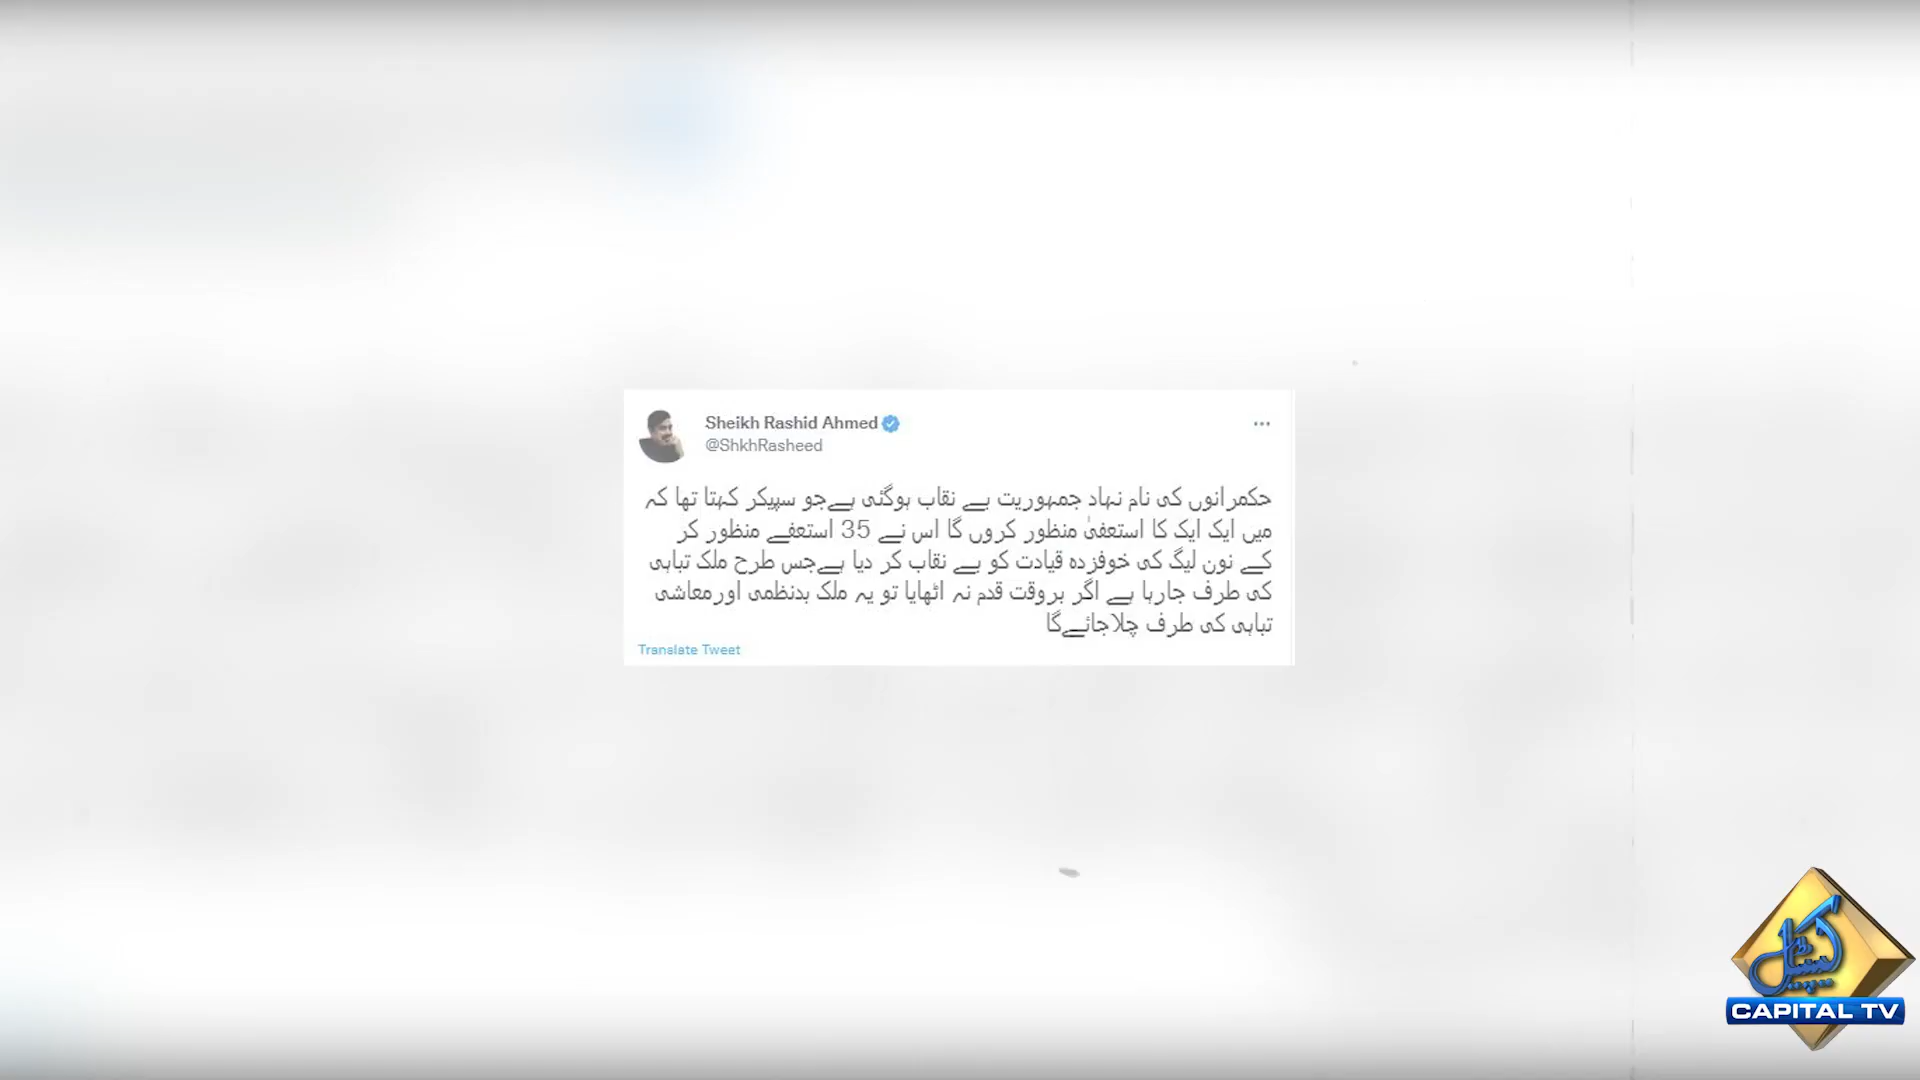 Sheikh Rashid Ahmed
@ShkhRasheed
حکمرانوں کی نام نہاد جمہوریت بے نقاب ہوگئی ہےجو سپیکر کہتا تھا کہ
میں ایک ایک کا استعفیٰ منظور کروں گا اس نے 35 استعفے منظور کر
کے نون لیگ کی خوفزدہ قیادت کو بے نقاب کر دیا ہےجس طرح ملک تباہی
کی طرف جارہا ہے اگر بروقت قدم نہ اٹھایا تو یہ ملک بدنظمی اورمعاشی
تباہی کی طرف چلاجائےگا
Translate Tweet
کیپیٹل
CAPITAL TV